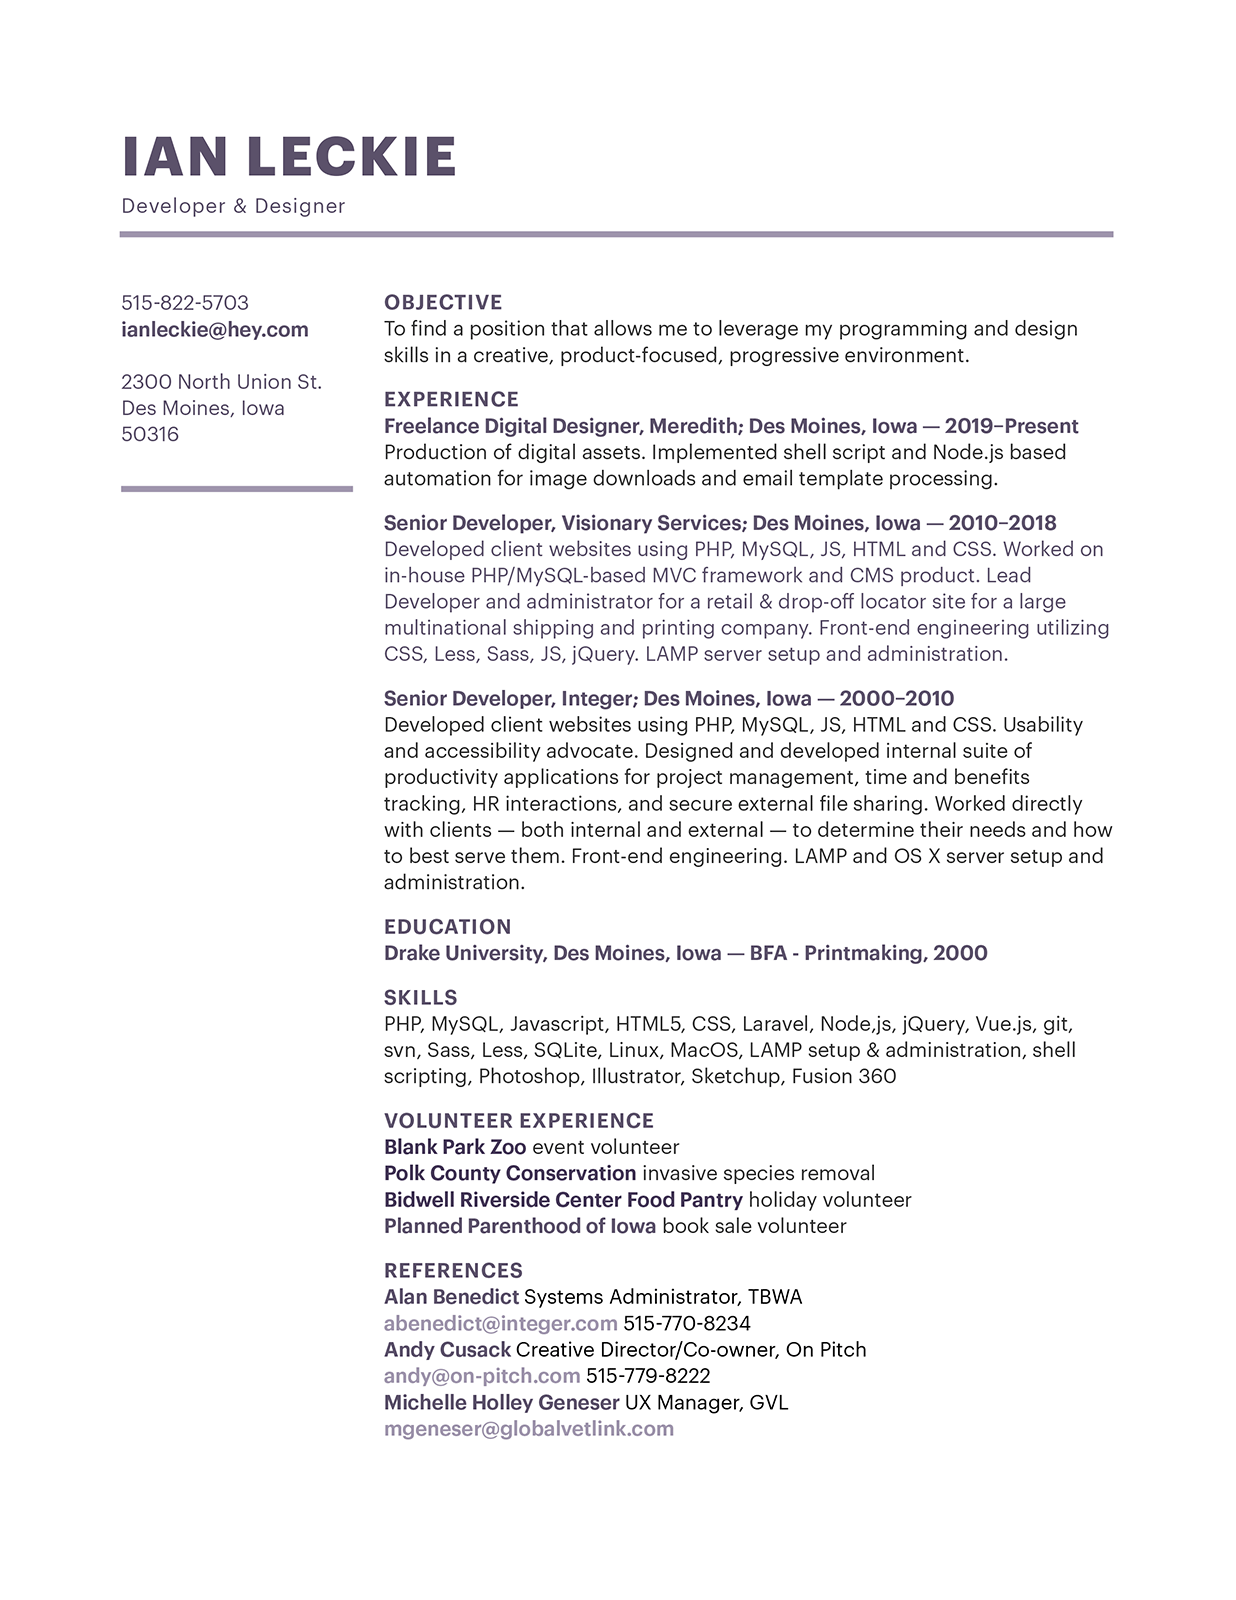 IAN LECKIE
Developer & Designer
515-822-5703
ianleckie@hey.com
2300 North Union St.
Des Moines, Iowa
50316
OBJECTIVE
To find a position that allows me to leverage my programming and design
skills in a creative, product-focused, progressive environment.
EXPERIENCE
Freelance Digital Designer, Meredith; Des Moines, Iowa — 2019–Present
Production of digital assets. Implemented shell script and Node.js based
automation for image downloads and email template processing.
Senior Developer, Visionary Services; Des Moines, Iowa — 2010–2018
Developed client websites using PHP, MySQL, JS, HTML and CSS. Worked on
in-house PHP/MySQL-based MVC framework and CMS product. Lead
Developer and administrator for a retail & drop-off locator site for a large
multinational shipping and printing company. Front-end engineering utilizing
CSS, Less, Sass, JS, jQuery. LAMP server setup and administration.
Senior Developer, Integer; Des Moines, Iowa — 2000–2010
Developed client websites using PHP, MySQL, JS, HTML and CSS. Usability
and accessibility advocate. Designed and developed internal suite of
productivity applications for project management, time and benefits
tracking, HR interactions, and secure external file sharing. Worked directly
with clients — both internal and external — to determine their needs and how
to best serve them. Front-end engineering. LAMP and OS X server setup and
administration.
EDUCATION
Drake University, Des Moines, Iowa — BFA - Printmaking, 2000
SKILLS
PHP, MySQL, Javascript, HTML5, CSS, Laravel, Node,js, jQuery, Vue.js, git,
svn, Sass, Less, SQLite, Linux, MacOS, LAMP setup & administration, shell
scripting, Photoshop, Illustrator, Sketchup, Fusion 360
VOLUNTEER EXPERIENCE
Blank Park Zoo event volunteer
Polk County Conservation invasive species removal
Bidwell Riverside Center Food Pantry holiday volunteer
Planned Parenthood of Iowa book sale volunteer
REFERENCES
Alan Benedict Systems Administrator, TBWA
abenedict@integer.com 515-770-8234
Andy Cusack Creative Director/Co-owner, On Pitch
andy@on-pitch.com 515-779-8222
Michelle Holley Geneser UX Manager, GVL
mgeneser@globalvetlink.com